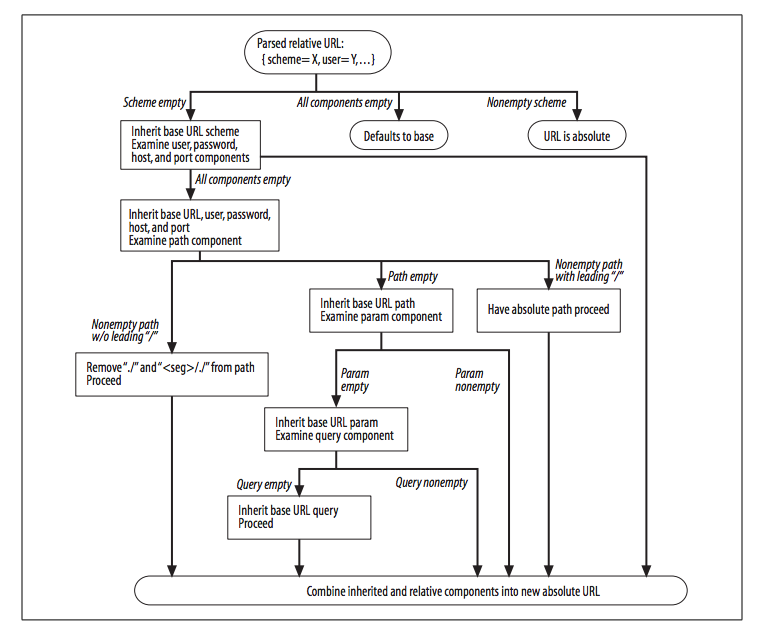 Parsed relative URL:
{ scheme= X, user= Y,…}
Scheme empty
All components empty
Nonempty scheme
Inherit base URL scheme
Examine user, password,
host, and port components
Defaults to base
URL is absolute
All components empty
Inherit base URL, user, password,
host, and port
Examine path component
Nonempty path
w/o leading “/”
Path empty
Nonempty path
with leading “/”
Inherit base URL path
Examine param component
Have absolute path proceed
Remove “./” and “<seg>/./” from path
Proceed
Param
empty
Param
nonempty
Inherit base URL param
Examine query component
Query empty
Query nonempty
Inherit base URL query
Proceed
Combine inherited and relative components into new absolute URL